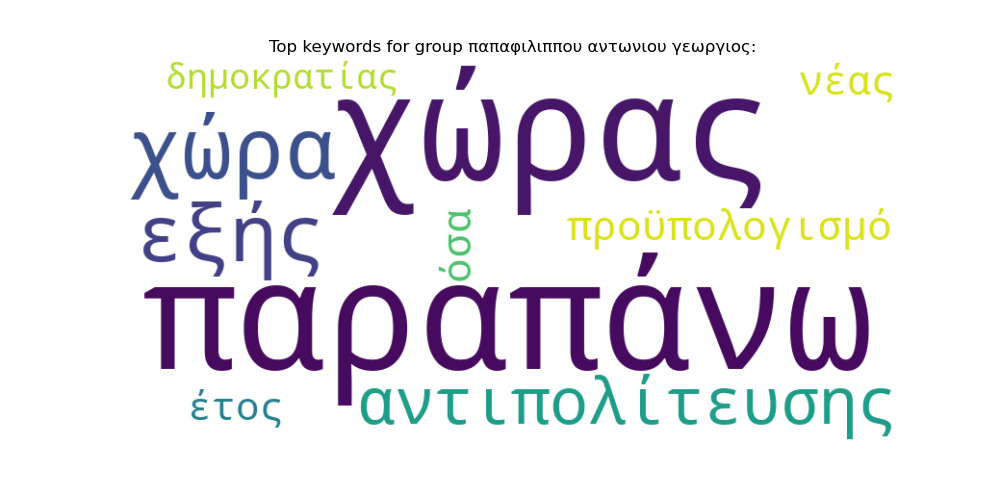 Top keywords for group παπαφιλιππου αντωνιου γεωργιος:
δημοκρατίας
νέας
χώρα
χώρας
εξής
όσα
προϋπολογισμό
παραπάνω
έτος
αντιπολίτευσης